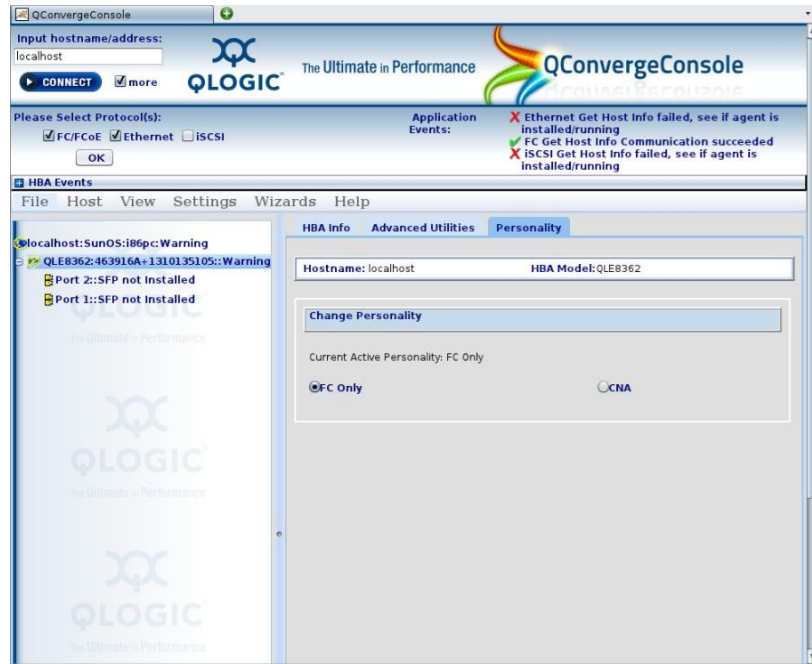 QConvergeConsole
Input hostname/address:
localhost
CONNECT more
QLOGIC
The Ultimate in Performance
QConvergeConsole
Please Select Protocol(s):
FC/FCoE Ethernet iSCSI
OK
Application
Events:
Ethernet Get Host Info failed, see if agent is
installed/running
FC Get Host Info Communication succeeded
iSCSI Get Host Info failed, see if agent is
installed/running
HBA Events
File Host View Settings Wizards Help
localhost:SunOS:i86pc:Warning
QLE8362:463916A+1310135105::Warning
Port 2::SFP not Installed
Port 1::SFP not Installed
QLOGIC
The Ultimate in Performance
QLOGIC
The Ultimate in Performance
QLOGIC
The Ultimate in Performance
HBA Info Advanced Utilities Personality
Hostname: localhost HBA Model:QLE8362
Change Personality
Current Active Personality: FC Only
FC Only CNA